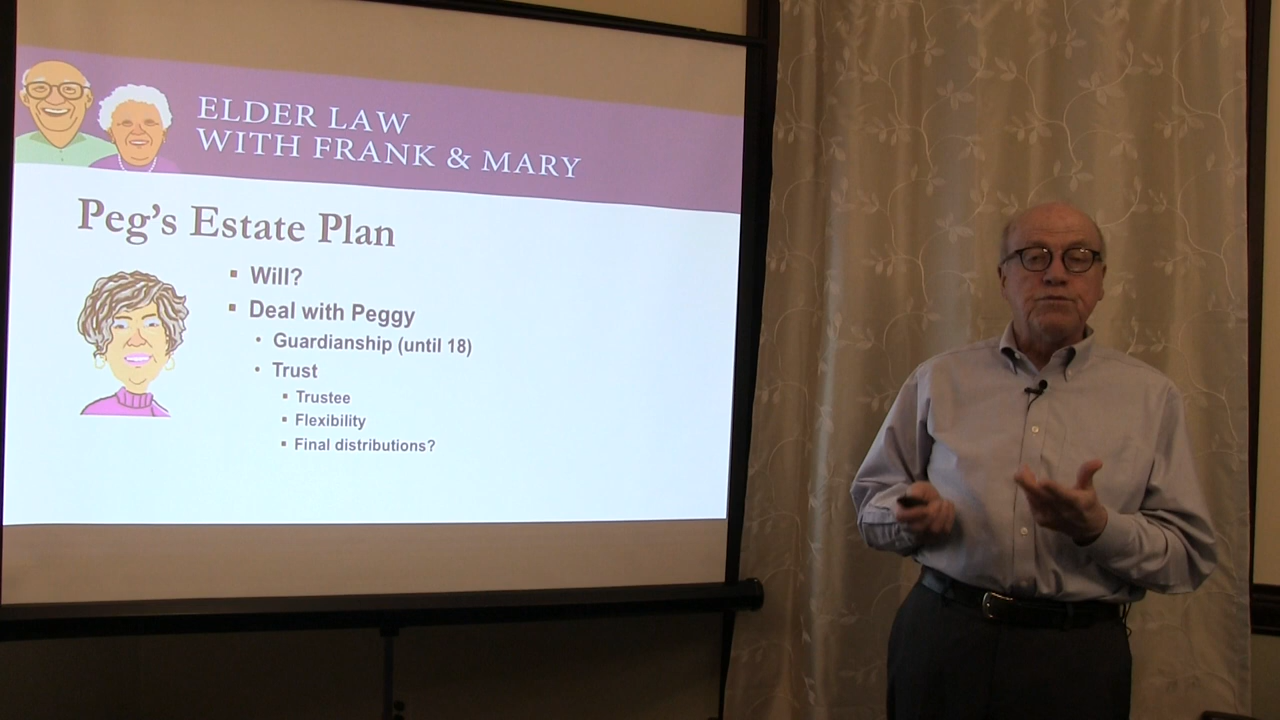 ELDER LAW
WITH FRANK & MARY
Peg's Estate Plan
Will?
Deal with Peggy
Guardianship (until 18)
Trust
Trustee
Flexibility
Final distributions?